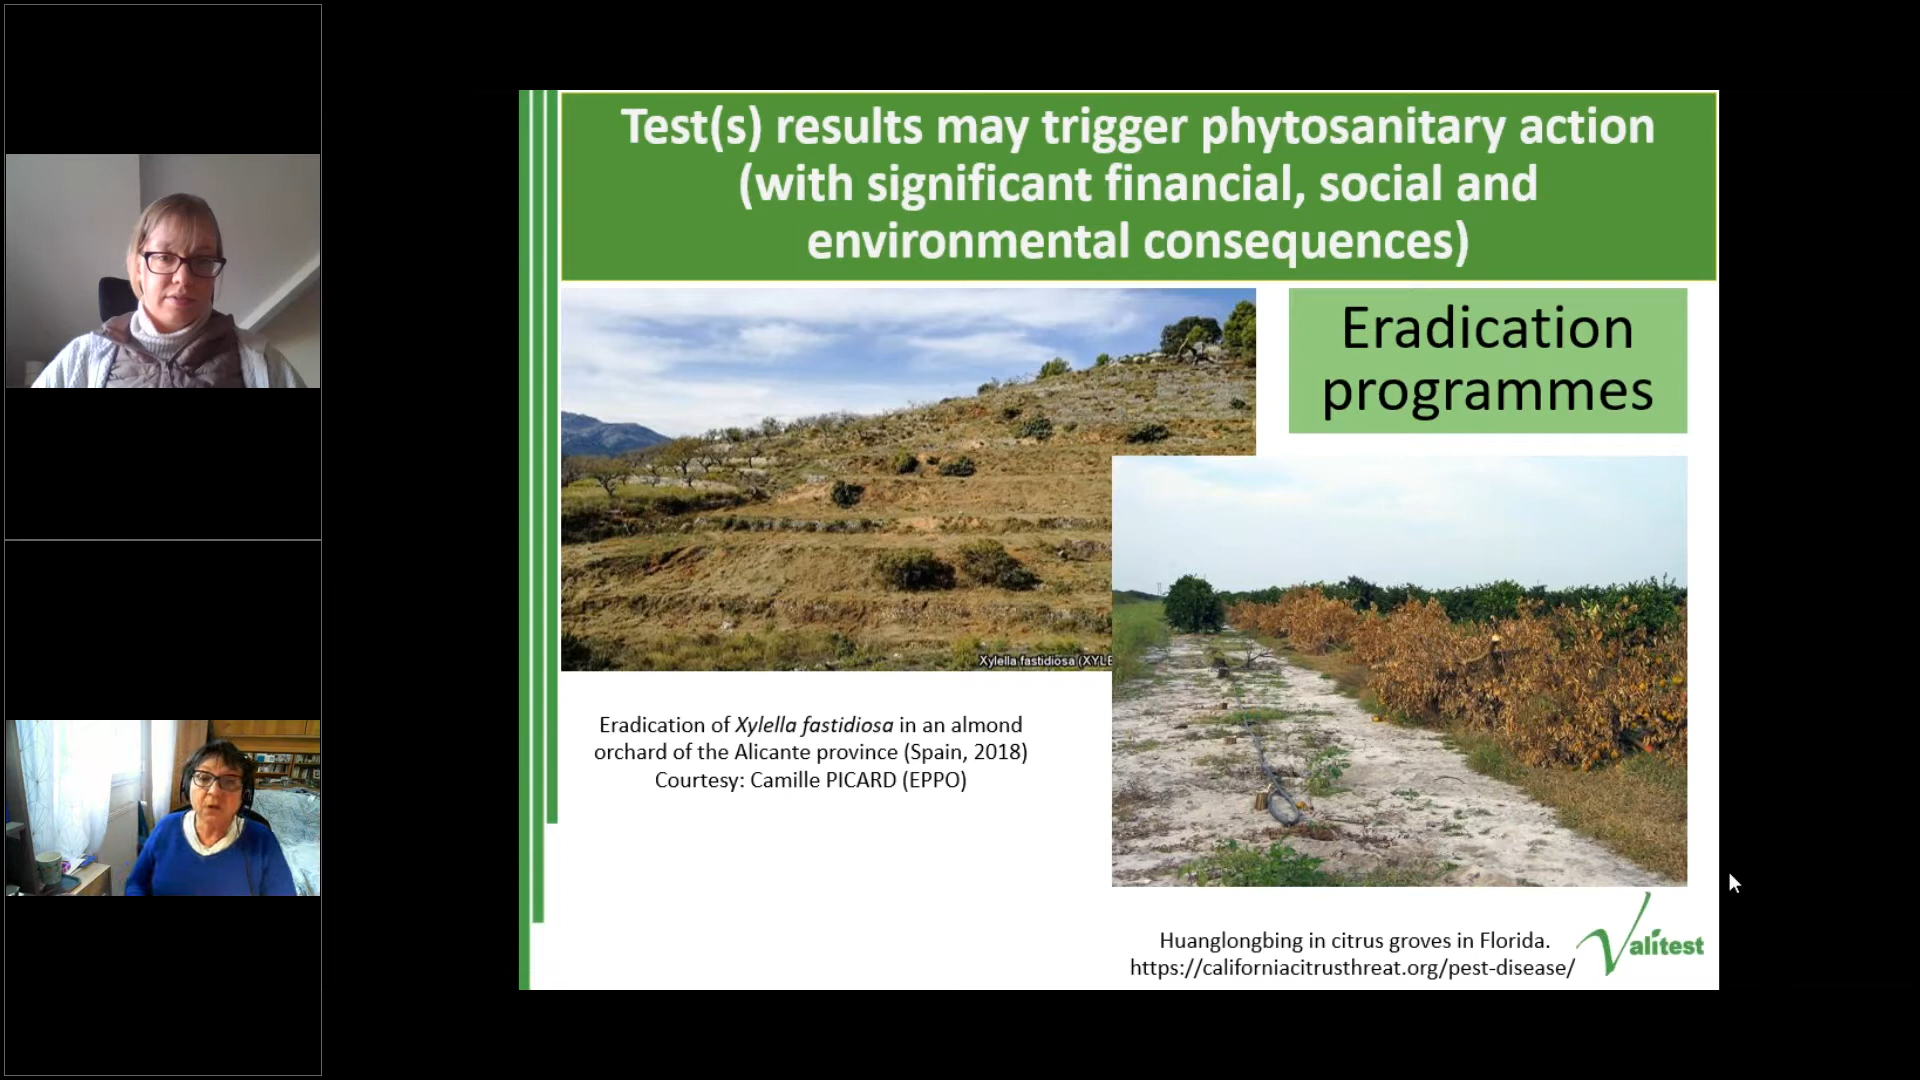 Test(s) results may trigger phytosanitary action
(with significant financial, social and
environmental consequences)
Eradication
programmes
Xylella fastidiosa (XYLE
Eradication of Xylella fastidiosa in an almond
orchard of the Alicante province (Spain, 2018)
Courtesy: Camille PICARD (EPPO)
Huanglongbing in citrus groves in Florida.
https://californiacitrusthreat.org/pest-disease/
Valitest